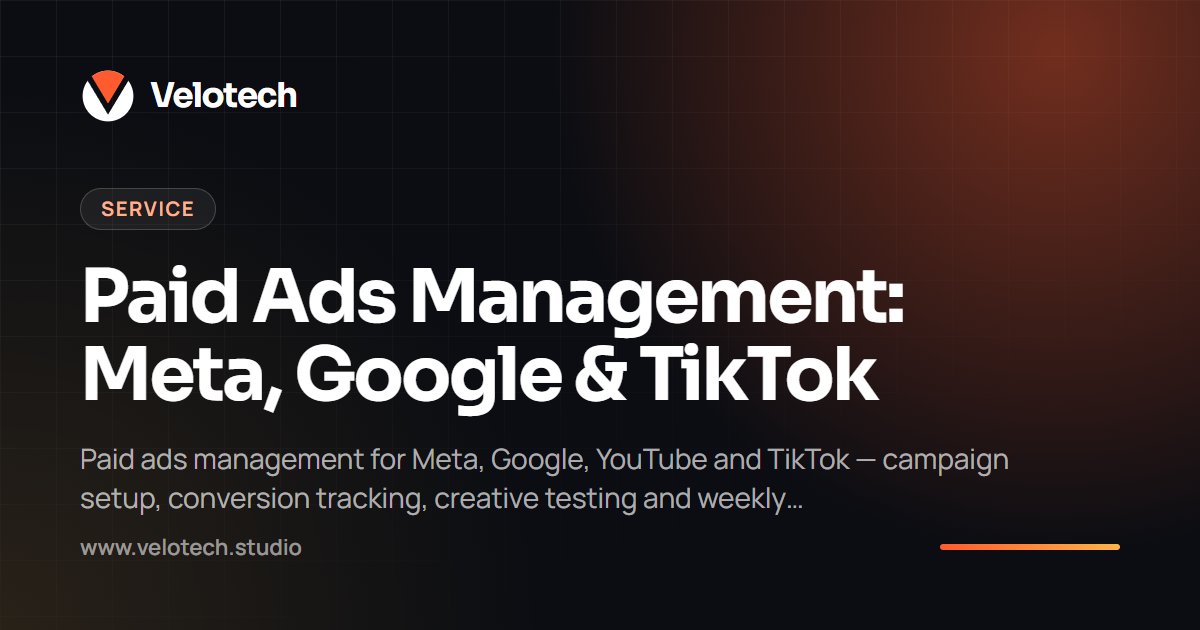 Velotech
SERVICE
Paid Ads Management:
Meta, Google & TikTok
Paid ads management for Meta, Google, YouTube and TikTok — campaign
setup, conversion tracking, creative testing and weekly…
www.velotech.studio